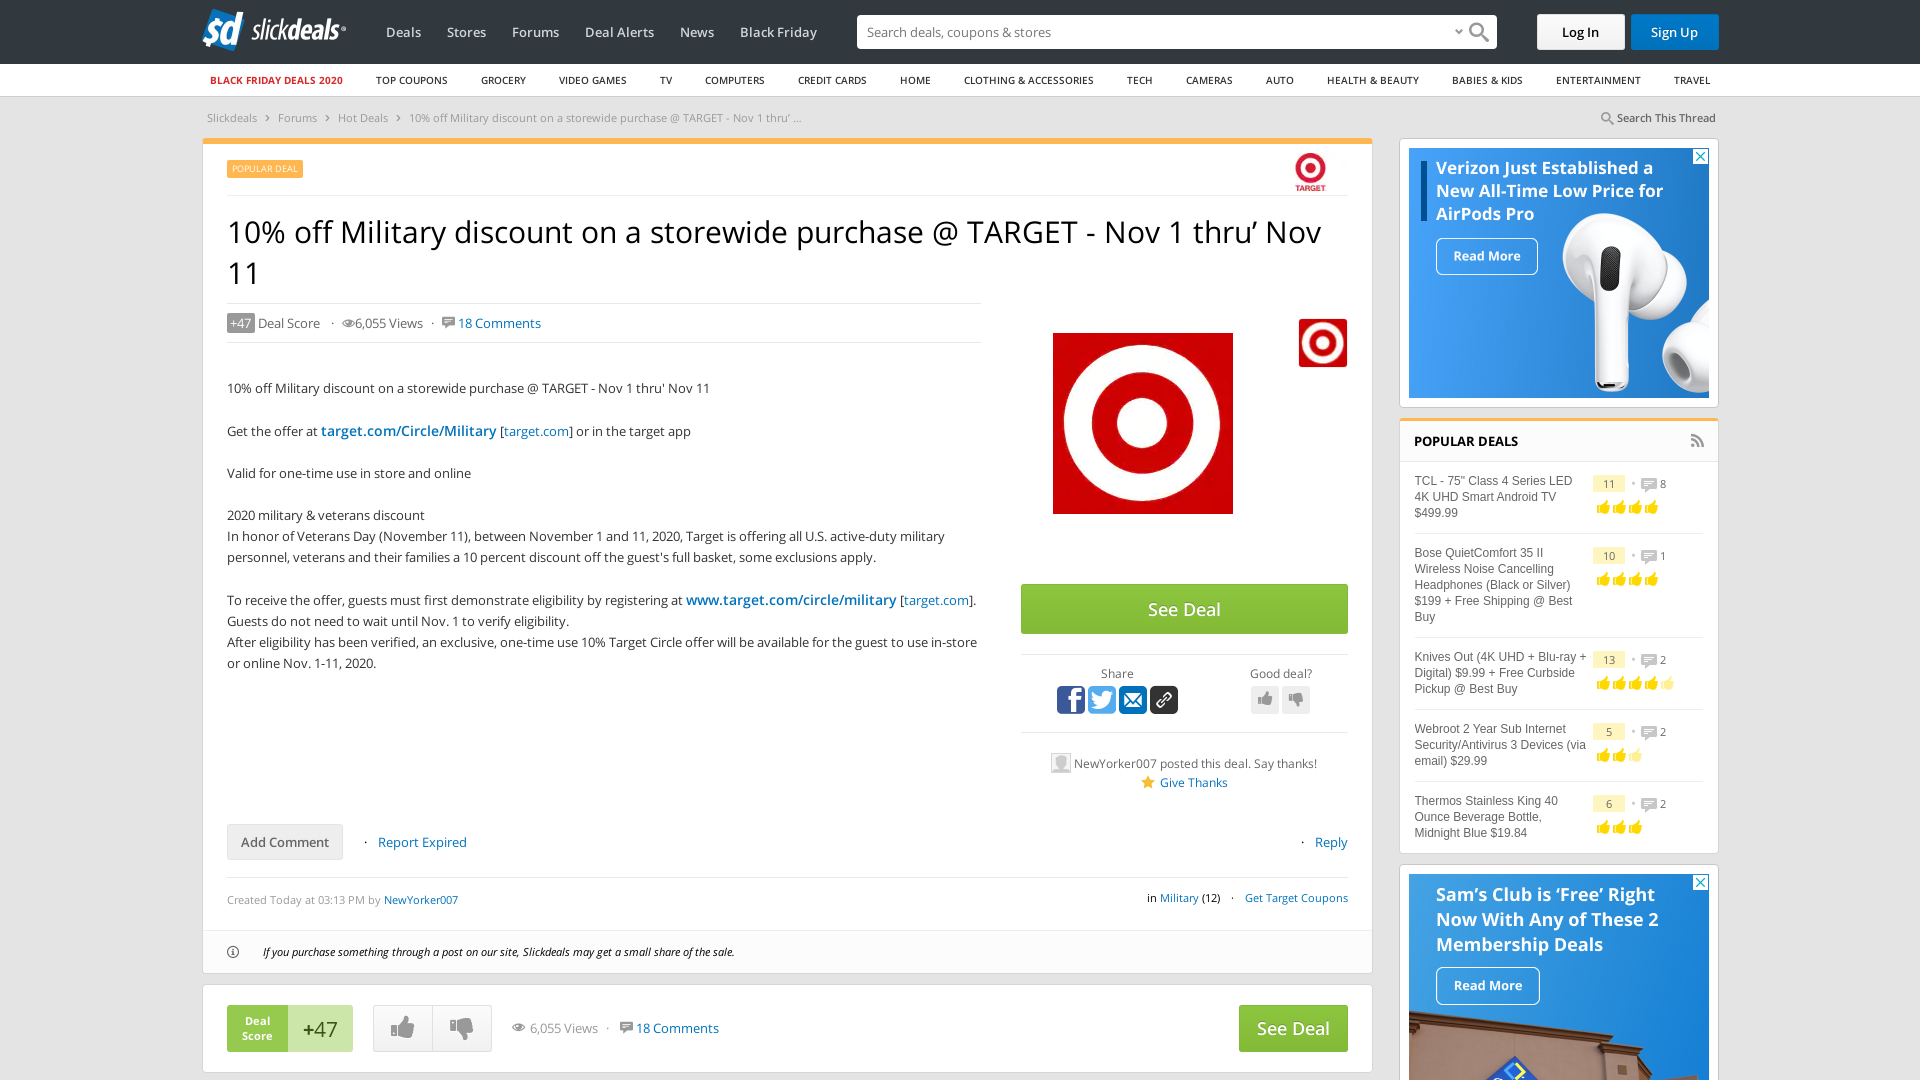 slickdeals
Deals
Stores
Forums
Deal Alerts
News
Black Friday
Search deals, coupons & shops
Log In
Sign Up
BLACK FRIDAY DEALS 2020
TOP COUPONS
GROCERY
VIDEO GAMES
TV
COMPUTERS
CREDIT CARDS
HOME
CLOTHING & ACCESSORIES
TECH
CAMERAS
AUTO
HEALTH & BEAUTY
BABIES & KIDS
ENTERTAINMENT
TRAVEL
Slickdeals › Forums › Hot Deals › 10% off Military discount on a storewide purchase @ TARGET - Nov 1 thru’ ...
Search This Thread
POPULAR DEAL
TARGET
10% off Military discount on a storewide purchase @ TARGET - Nov 1 thru’ Nov
11
+47 Deal Score · 6,055 Views · 18 Comments
10% off Military discount on a storewide purchase @ TARGET - Nov 1 thru' Nov 11
Get the offer at target.com/Circle/Military [target.com] or in the target app
Valid for one-time use in store and online
2020 military & veterans discount
In honor of Veterans Day (November 11), between November 1 and 11, 2020, Target is offering all U.S. active-duty military
personnel, veterans and their families a 10 percent discount off the guest's full basket, some exclusions apply.
To receive the offer, guests must first demonstrate eligibility by registering at www.target.com/circle/military [target.com].
Guests do not need to wait until Nov. 1 to verify eligibility.
After eligibility has been verified, an exclusive, one-time use 10% Target Circle offer will be available for the guest to use in-store
or online Nov. 1-11, 2020.
See Deal
Share
Good deal?
NewYorker007 posted this deal. Say thanks!
Give Thanks
Add Comment · Report Expired
· Reply
Created Today at 03:13 PM by NewYorker007
in Military (12) · Get Target Coupons
If you purchase something through a post on our site, Slickdeals may get a small share of the sale.
Deal
Score
+47
6,055 Views · 18 Comments
See Deal
Verizon Just Established a
New All-Time Low Price for
AirPods Pro
Read More
POPULAR DEALS
TCL - 75" Class 4 Series LED
4K UHD Smart Android TV
$499.99
11 • 8
Bose QuietComfort 35 II
Wireless Noise Cancelling
Headphones (Black or Silver)
$199 + Free Shipping @ Best
Buy
10 • 1
Knives Out (4K UHD + Blu-ray +
Digital) $9.99 + Free Curbside
Pickup @ Best Buy
13 • 2
Webroot 2 Year Sub Internet
Security/Antivirus 3 Devices (via
email) $29.99
5 • 2
Thermos Stainless King 40
Ounce Beverage Bottle,
Midnight Blue $19.84
6 • 2
Sam’s Club is ‘Free’ Right
Now With Any of These 2
Membership Deals
Read More